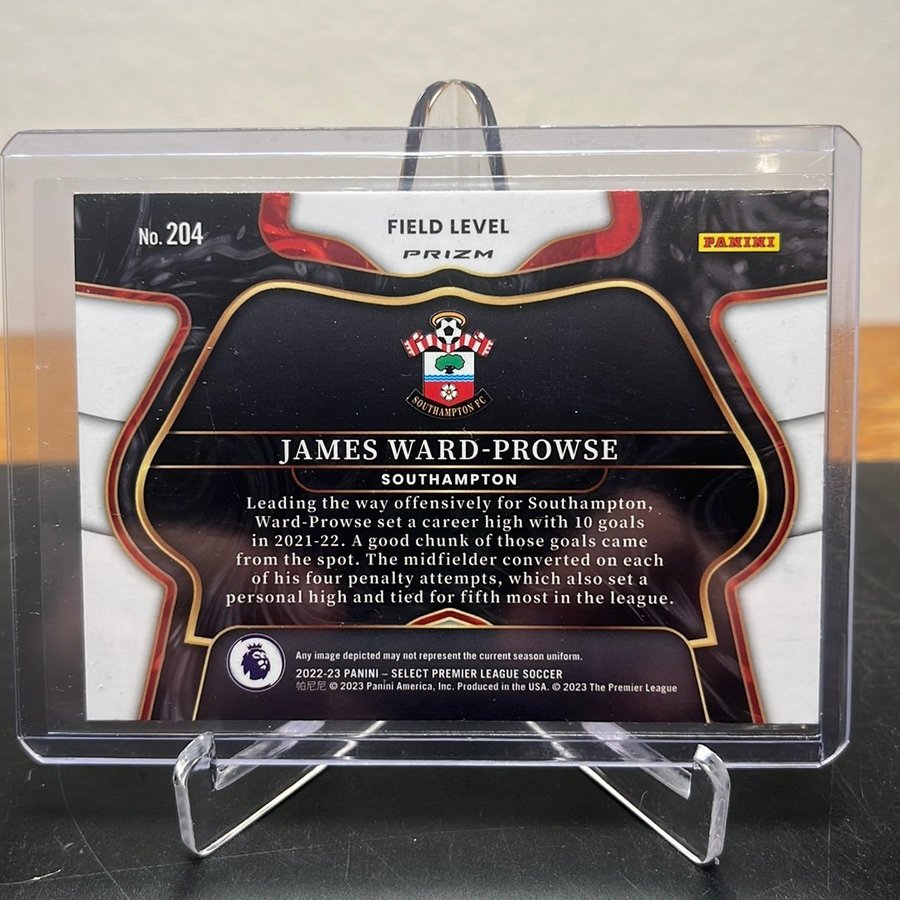 No. 204
FIELD LEVEL
PRIZM
PANINI
SOUTHAMPTON FC
JAMES WARD-PROWSE
SOUTHAMPTON
Leading the way offensively for Southampton,
Ward-Prowse set a career high with 10 goals
in 2021-22. A good chunk of those goals came
from the spot. The midfielder converted on each
of his four penalty attempts, which also set a
personal high and tied for fifth most in the league.
Any image depicted may not represent the current season uniform.
2022-23 PANINI – SELECT PREMIER LEAGUE SOCCER
帕尼尼 © 2023 Panini America, Inc. Produced in the USA. © 2023 The Premier League